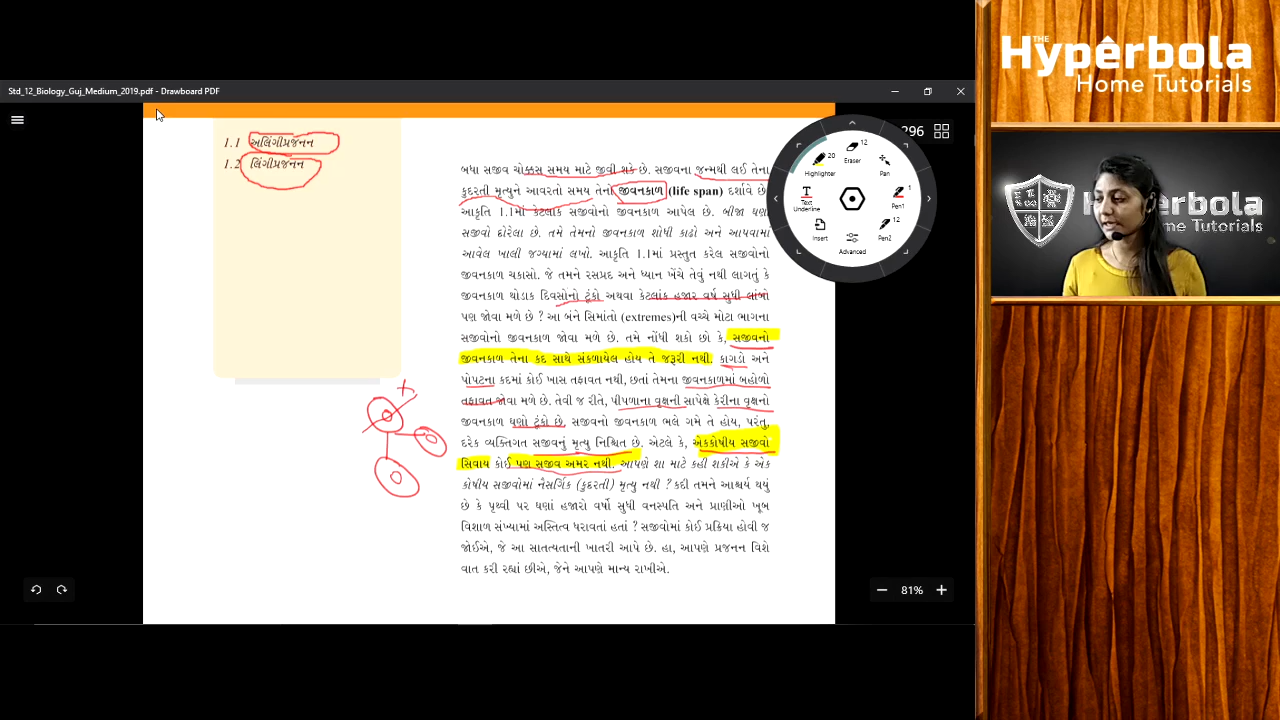 THE
Hypêrbola
Home Tutorials
Std_12_Biology_Guj_Medium_2019.pdf - Drawboard PDF
296
1.1 અલિંગીપ્રજનન
1.2 લિંગીપ્રજનન
12
Eraser
20
Highlighter
Pan
Text
Underline
1
Pen1
Insert
12
Pen2
Advanced
બધા સજીવ ચોક્કસ સમય માટે જીવી શકે છે. સજીવના જન્મથી લઈ તેના
કુદરતી મૃત્યુને આવરતો સમય તેના જીવનકાળ (life span) દર્શાવે છે
આકૃતિ 1.1માં કેટલાક સજીવોનો જીવનકાળ આપેલ છે. બીજા ઘણા
સજીવો દોરેલા છે. તમે તેમનો જીવનકાળ શોધી કાઢો અને આપવામાં
આવેલ ખાલી જગ્યામાં લખો. આકૃતિ 1.1માં પ્રસ્તુત કરેલ સજીવોનો
જીવનકાળ ચકાસો. જે તમને રસપ્રદ અને ધ્યાન ખેંચે તેવું નથી લાગતું કે
જીવનકાળ થોડાક દિવસોનો ટૂંકો અથવા કેટલાંક હજાર વર્ષ સુધી લાંબો
પણ જોવા મળે છે ? આ બંને સિમાંતો (extremes)ની વચ્ચે મોટા ભાગના
સજીવોનો જીવનકાળ જોવા મળે છે. તમે નોંધી શકો છો કે, સજીવનો
જીવનકાળ તેના કદ સાથે સંકળાયેલ હોય તે જરૂરી નથી. કાગડો અને
પોપટના કદમાં કોઈ ખાસ તફાવત નથી, છતાં તેમના જીવનકાળમાં બહોળો
તફાવત જોવા મળે છે. તેવી જ રીતે, પીપળાના વૃક્ષની સાપેક્ષે કેરીના વૃક્ષનો
જીવનકાળ ઘણો ટૂંકો છે. સજીવનો જીવનકાળ ભલે ગમે તે હોય, પરંતુ,
દરેક વ્યક્તિગત સજીવનું મૃત્યુ નિશ્ચિત છે. એટલે કે, એકકોષીય સજીવો
સિવાય કોઈ પણ સજીવ અમર નથી. આપણે શા માટે કહી શકીએ કે એક
કોષીય સજીવોમાં નૈસર્ગિક (કુદરતી) મૃત્યુ નથી ? કદી તમને આશ્ચર્ય થયું
છે કે પૃથ્વી પર ઘણાં હજારો વર્ષો સુધી વનસ્પતિ અને પ્રાણીઓ ખૂબ
વિશાળ સંખ્યામાં અસ્તિત્વ ધરાવતાં હતાં ? સજીવોમાં કોઈ પ્રક્રિયા હોવી જ
જોઈએ, જે આ સાતત્યતાની ખાતરી આપે છે. હા, આપણે પ્રજનન વિશે
વાત કરી રહ્યાં છીએ, જેને આપણે માન્ય રાખીએ.
81%